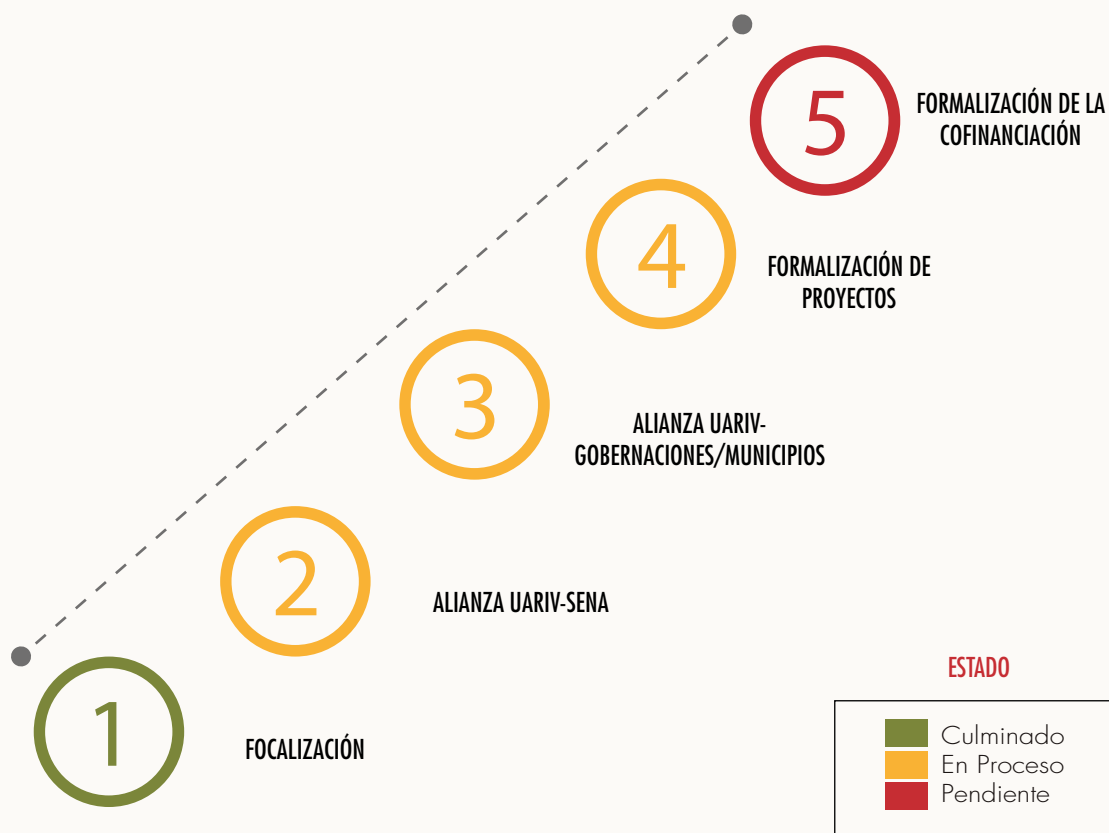 5
FORMALIZACIÓN DE LA
COFINANCIACIÓN
4
FORMALIZACIÓN DE
PROYECTOS
3
ALIANZA UARIV-
GOBERNACIONES/MUNICIPIOS
2
ALIANZA UARIV-SENA
1
FOCALIZACIÓN
ESTADO
Culminado
En Proceso
Pendiente